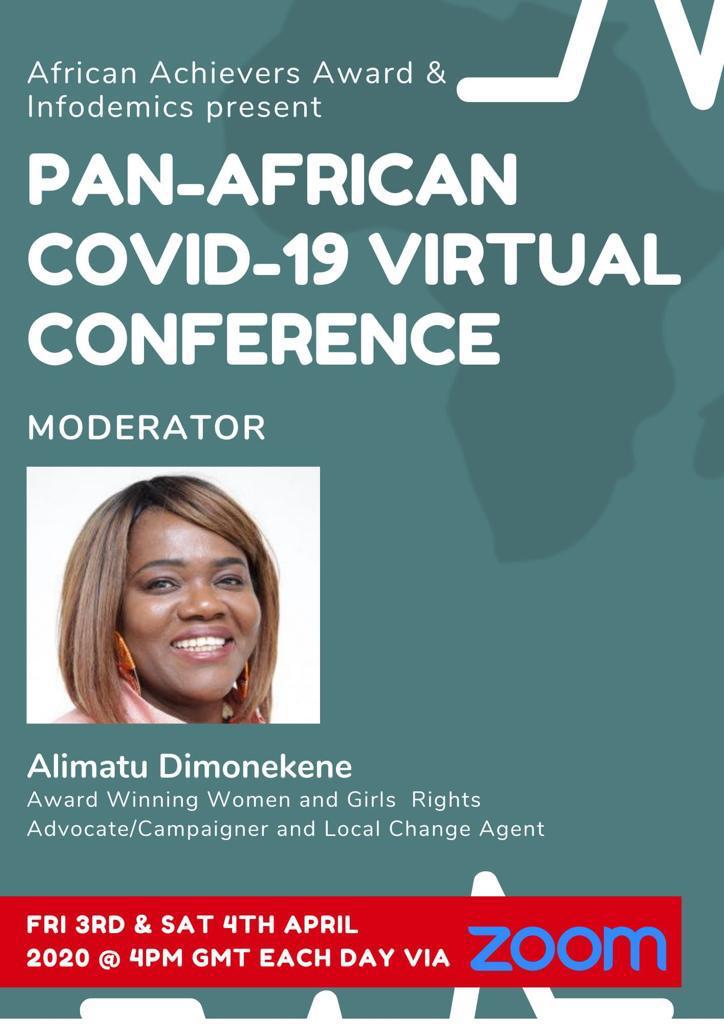 African Achievers Award &
Infodemics present
PAN-AFRICAN
COVID-19 VIRTUAL
CONFERENCE
MODERATOR
Alimatu Dimonekene
Award Winning Women and Girls  Rights
Advocate/Campaigner and Local Change Agent
FRI 3RD & SAT 4TH APRIL
2020 @ 4PM GMT EACH DAY VIA zoom